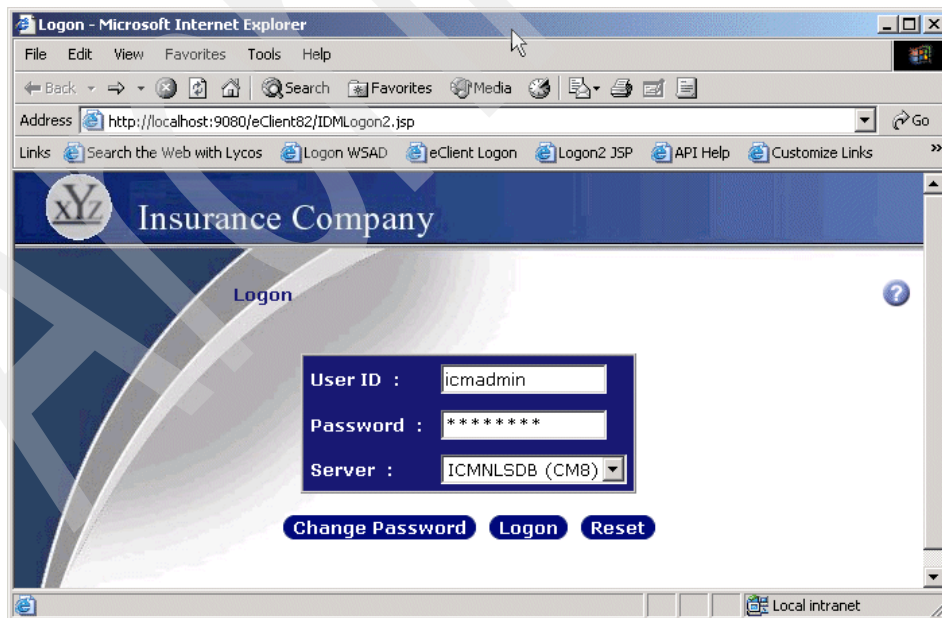 Logon - Microsoft Internet Explorer
File Edit View Favorites Tools Help
Back Search Favorites Media
Address http://localhost:9080/eClient82/IDMLogon2.jsp Go
Links Search the Web with Lycos Logon WSAD eClient Logon Logon2 JSP API Help Customize Links »
XYZ Insurance Company
Logon
?
User ID : icmadmin
Password : ********
Server : ICMNLSDB (CM8)
Change Password Logon Reset
Local intranet